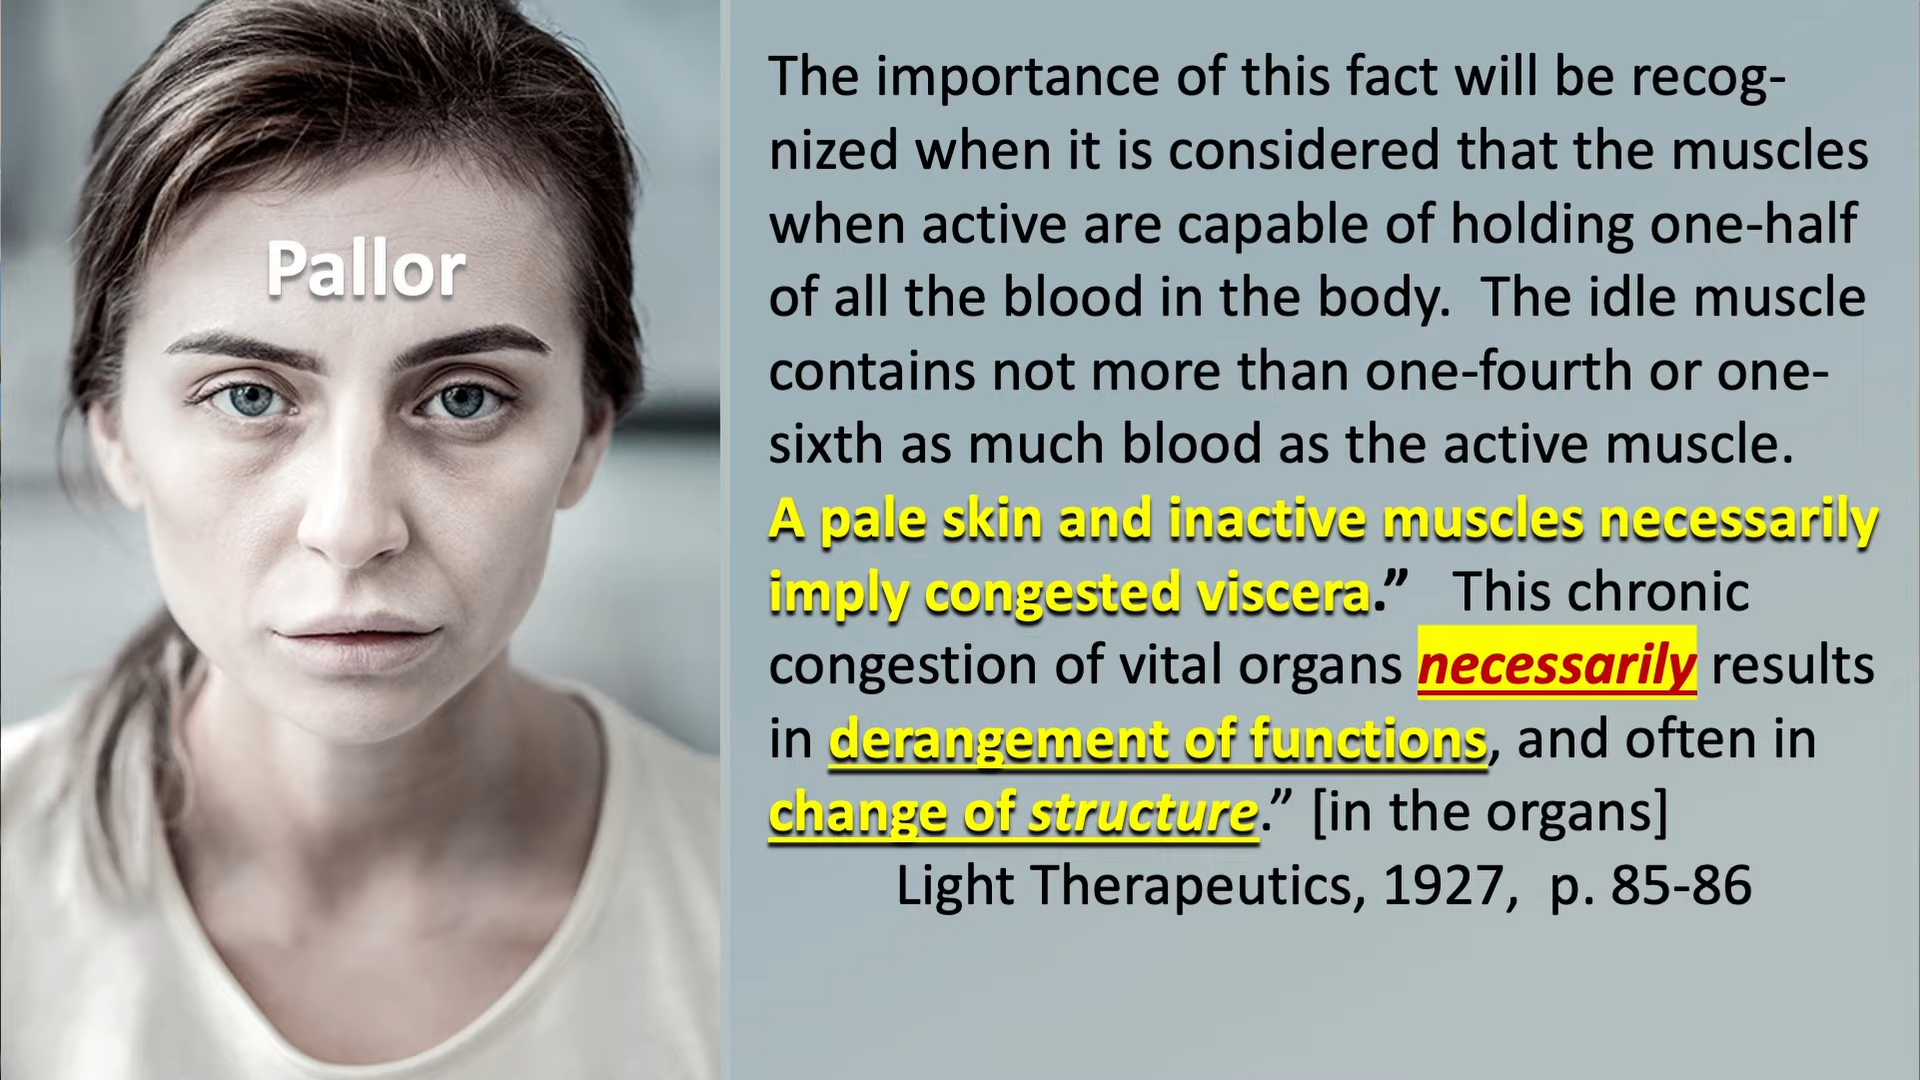 Pallor
The importance of this fact will be recog-
nized when it is considered that the muscles
when active are capable of holding one-half
of all the blood in the body.  The idle muscle
contains not more than one-fourth or one-
sixth as much blood as the active muscle.
A pale skin and inactive muscles necessarily
imply congested viscera.”   This chronic
congestion of vital organs necessarily results
in derangement of functions, and often in
change of structure.” [in the organs]
Light Therapeutics, 1927,  p. 85-86